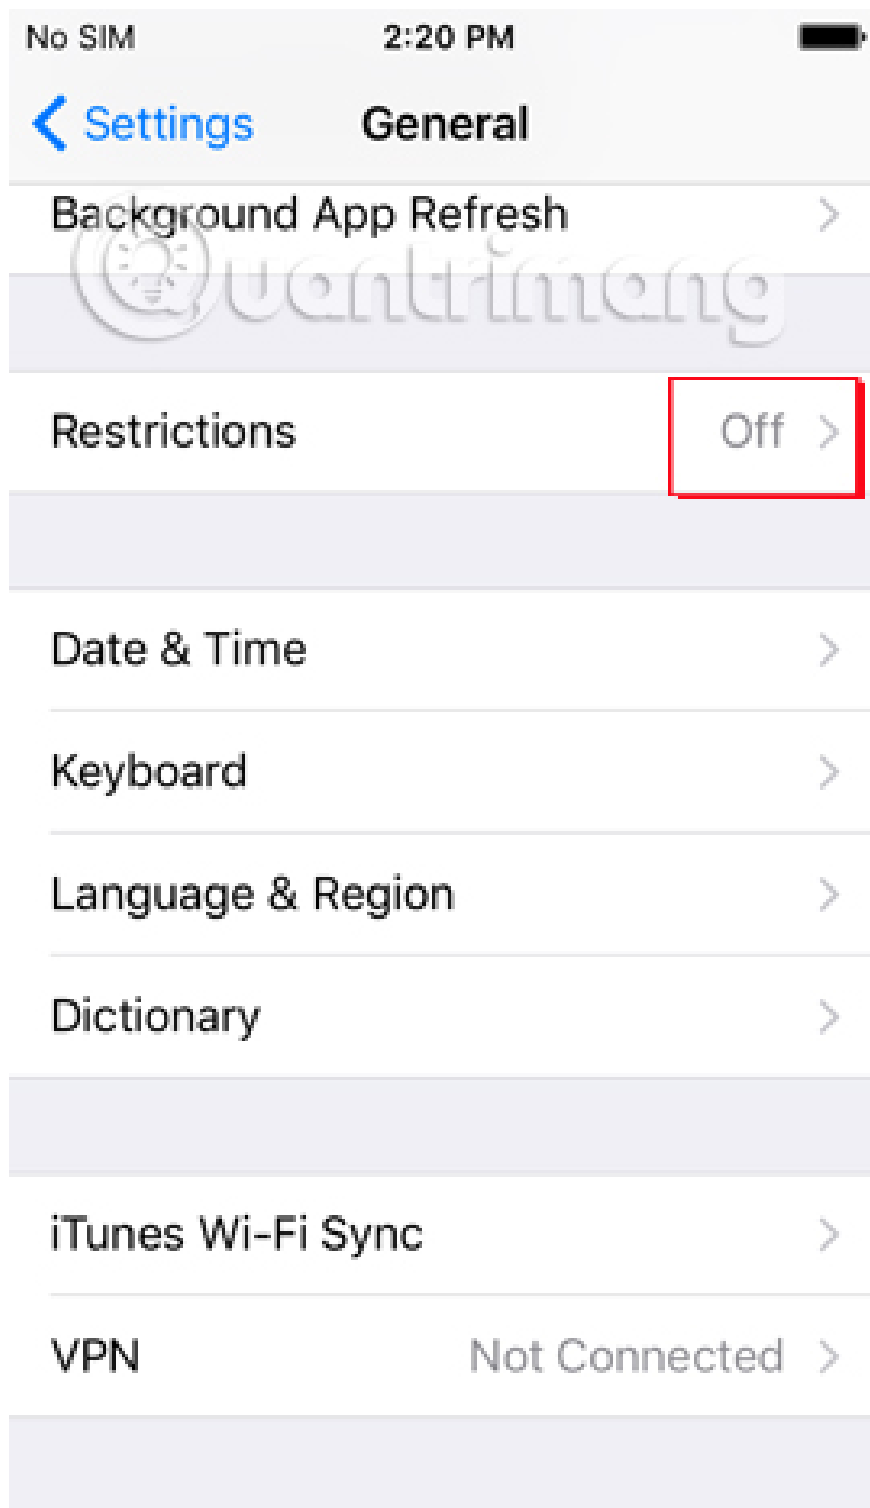 No SIM 2:20 PM
Settings General
Background App Refresh
Quantrimang
Restrictions Off
Date & Time
Keyboard
Language & Region
Dictionary
iTunes Wi-Fi Sync
VPN Not Connected